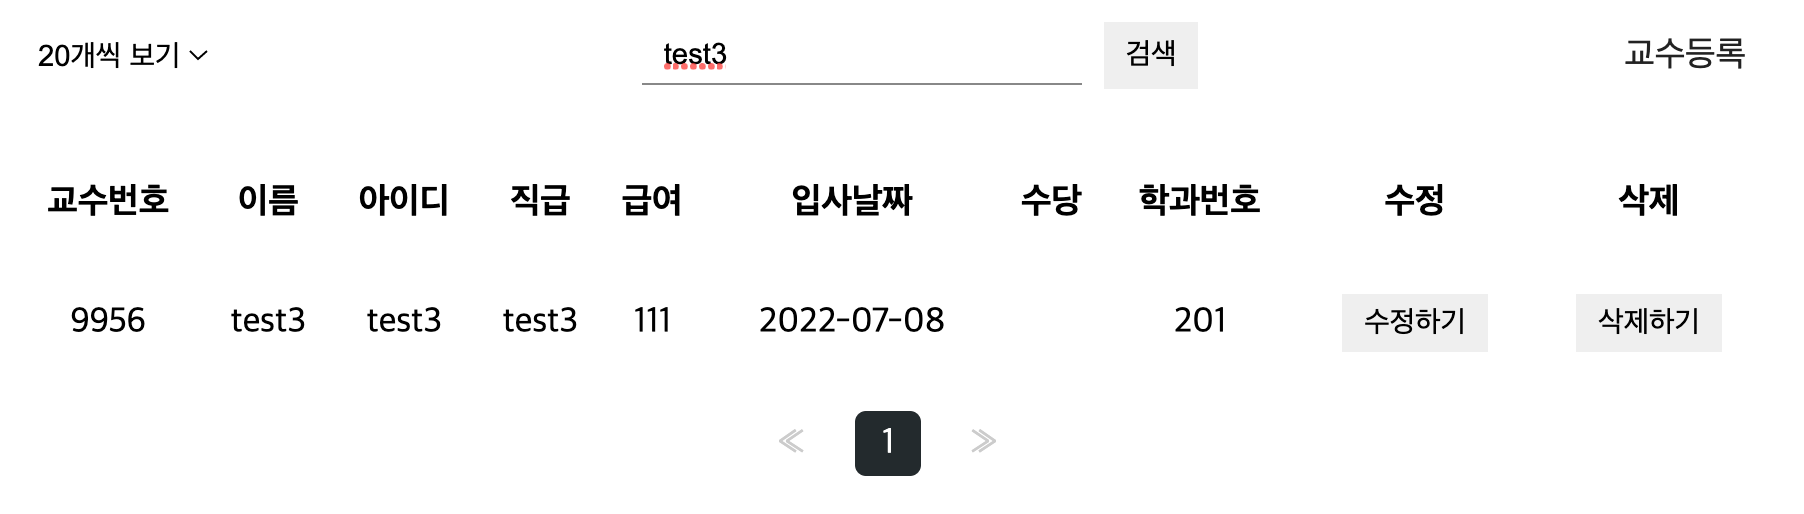 20개씩 보기 test3 검색 교수등록
교수번호 이름 아이디 직급 급여 입사날짜 수당 학과번호 수정 삭제
9956 test3 test3 test3 111 2022-07-08 201 수정하기 삭제하기
1